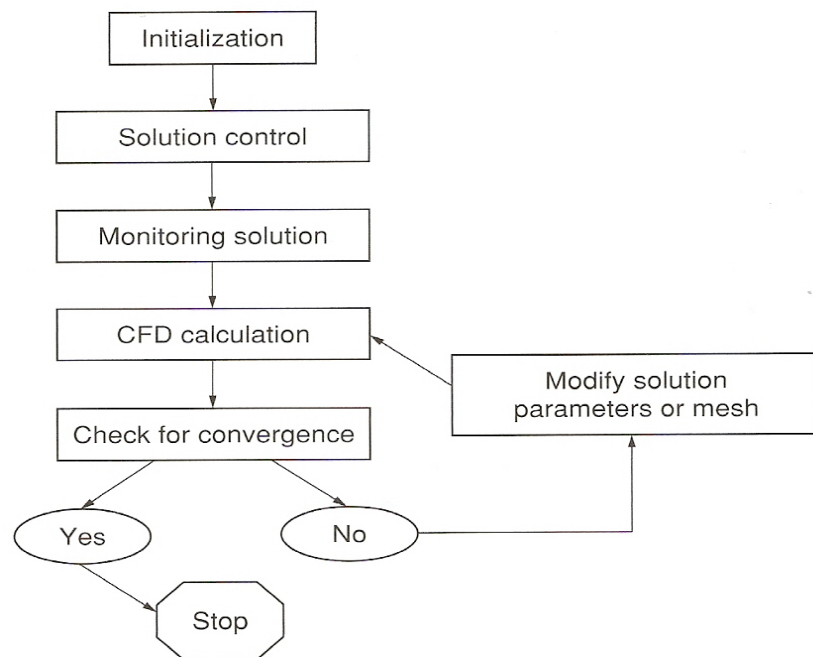 Initialization
Solution control
Monitoring solution
CFD calculation
Modify solution
parameters or mesh
Check for convergence
Yes
No
Stop